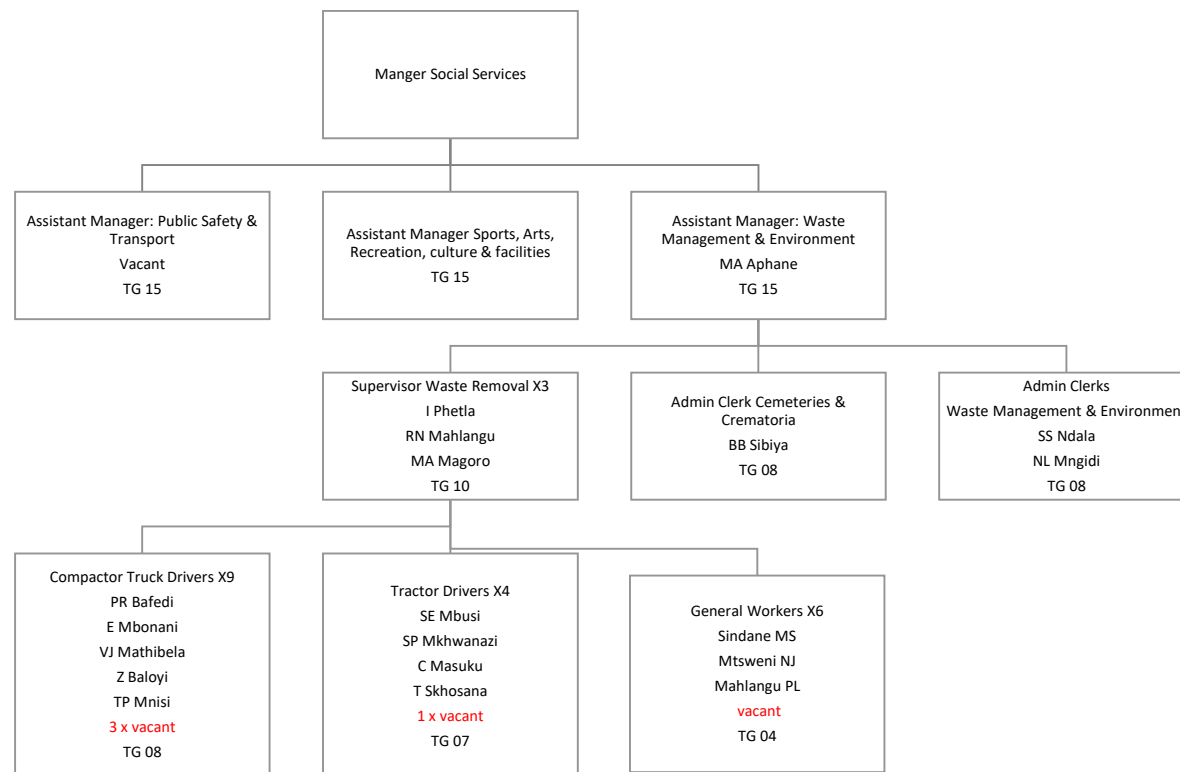 Manger Social Services
Assistant Manager: Public Safety &
Transport
Vacant
TG 15
Assistant Manager Sports, Arts,
Recreation, culture & facilities
TG 15
Assistant Manager: Waste
Management & Environment
MA Aphane
TG 15
Supervisor Waste Removal X3
I Phetla
RN Mahlangu
MA Magoro
TG 10
Admin Clerk Cemeteries &
Crematoria
BB Sibiya
TG 08
Admin Clerks
Waste Management & Environmen
SS Ndala
NL Mngidi
TG 08
Compactor Truck Drivers X9
PR Bafedi
E Mbonani
VJ Mathibela
Z Baloyi
TP Mnisi
3 x vacant
TG 08
Tractor Drivers X4
SE Mbusi
SP Mkhwanazi
C Masuku
T Skhosana
1 x vacant
TG 07
General Workers X6
Sindane MS
Mtsweni NJ
Mahlangu PL
vacant
TG 04